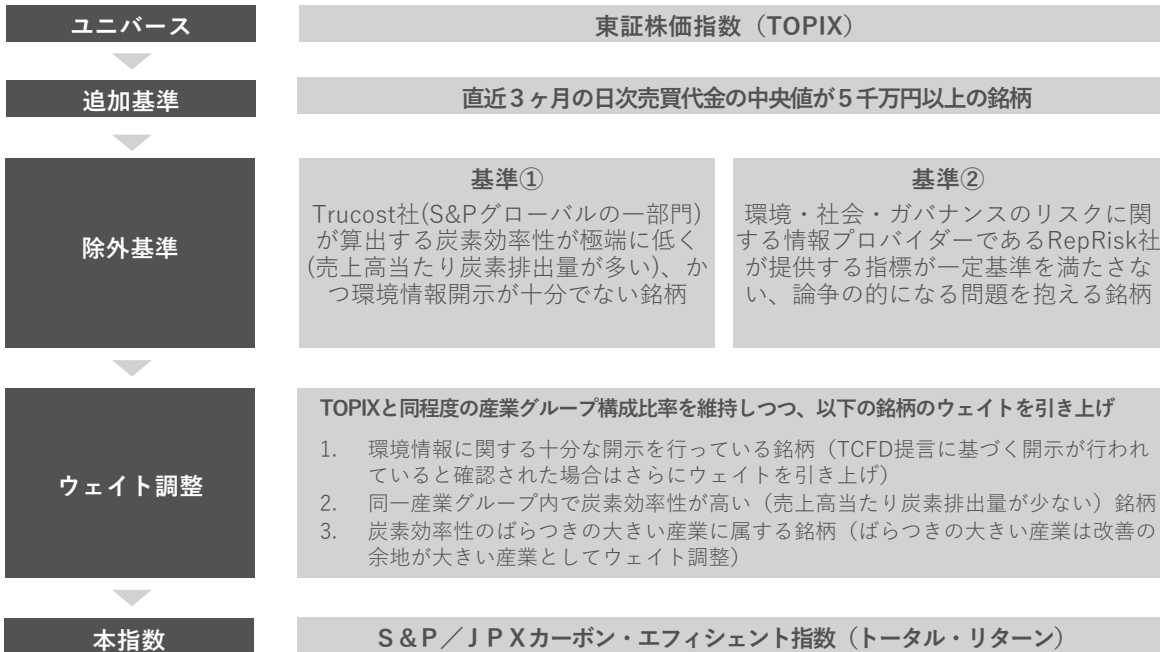 ユニバース
東証株価指数（TOPIX）
追加基準
直近３ヶ月の日次売買代金の中央値が５千万円以上の銘柄
除外基準
基準①
Trucost社(S&Pグローバルの一部門)
が算出する炭素効率性が極端に低く
(売上高当たり炭素排出量が多い)、か
つ環境情報開示が十分でない銘柄
基準②
環境・社会・ガバナンスのリスクに関
する情報プロバイダーであるRepRisk社
が提供する指標が一定基準を満たさな
い、論争の的になる問題を抱える銘柄
ウェイト調整
TOPIXと同程度の産業グループ構成比率を維持しつつ、以下の銘柄のウェイトを引き上げ
1. 環境情報に関する十分な開示を行っている銘柄（TCFD提言に基づく開示が行われ
ていると確認された場合はさらにウェイトを引き上げ）
2. 同一産業グループ内で炭素効率性が高い（売上高当たり炭素排出量が少ない）銘柄
3. 炭素効率性のばらつきの大きい産業に属する銘柄（ばらつきの大きい産業は改善の
余地が大きい産業としてウェイト調整）
本指数
Ｓ＆Ｐ／ＪＰＸカーボン・エフィシェント指数（トータル・リターン）